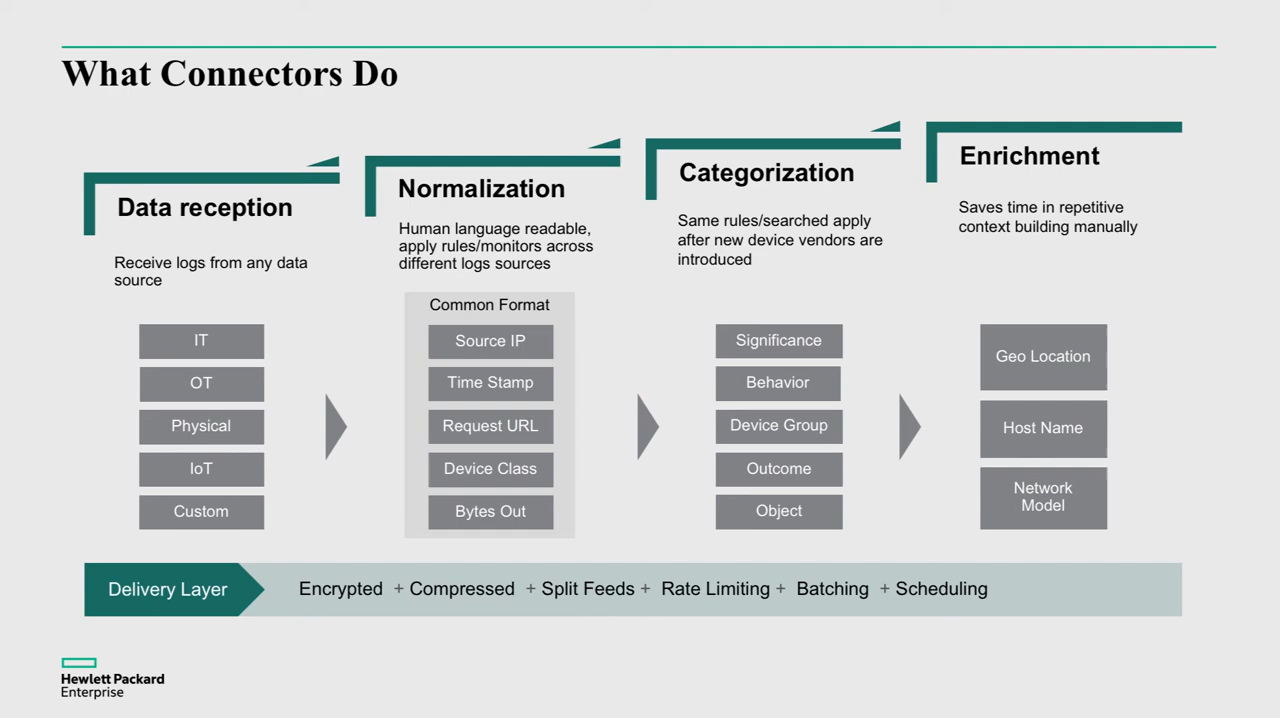 What Connectors Do
Data reception
Receive logs from any data
source
IT
OT
Physical
IoT
Custom
Normalization
Human language readable,
apply rules/monitors across
different logs sources
Common Format
Source IP
Time Stamp
Request URL
Device Class
Bytes Out
Categorization
Same rules/searched apply
after new device vendors are
introduced
Significance
Behavior
Device Group
Outcome
Object
Enrichment
Saves time in repetitive
context building manually
Geo Location
Host Name
Network
Model
Delivery Layer
Encrypted + Compressed + Split Feeds + Rate Limiting + Batching + Scheduling
Hewlett Packard
Enterprise